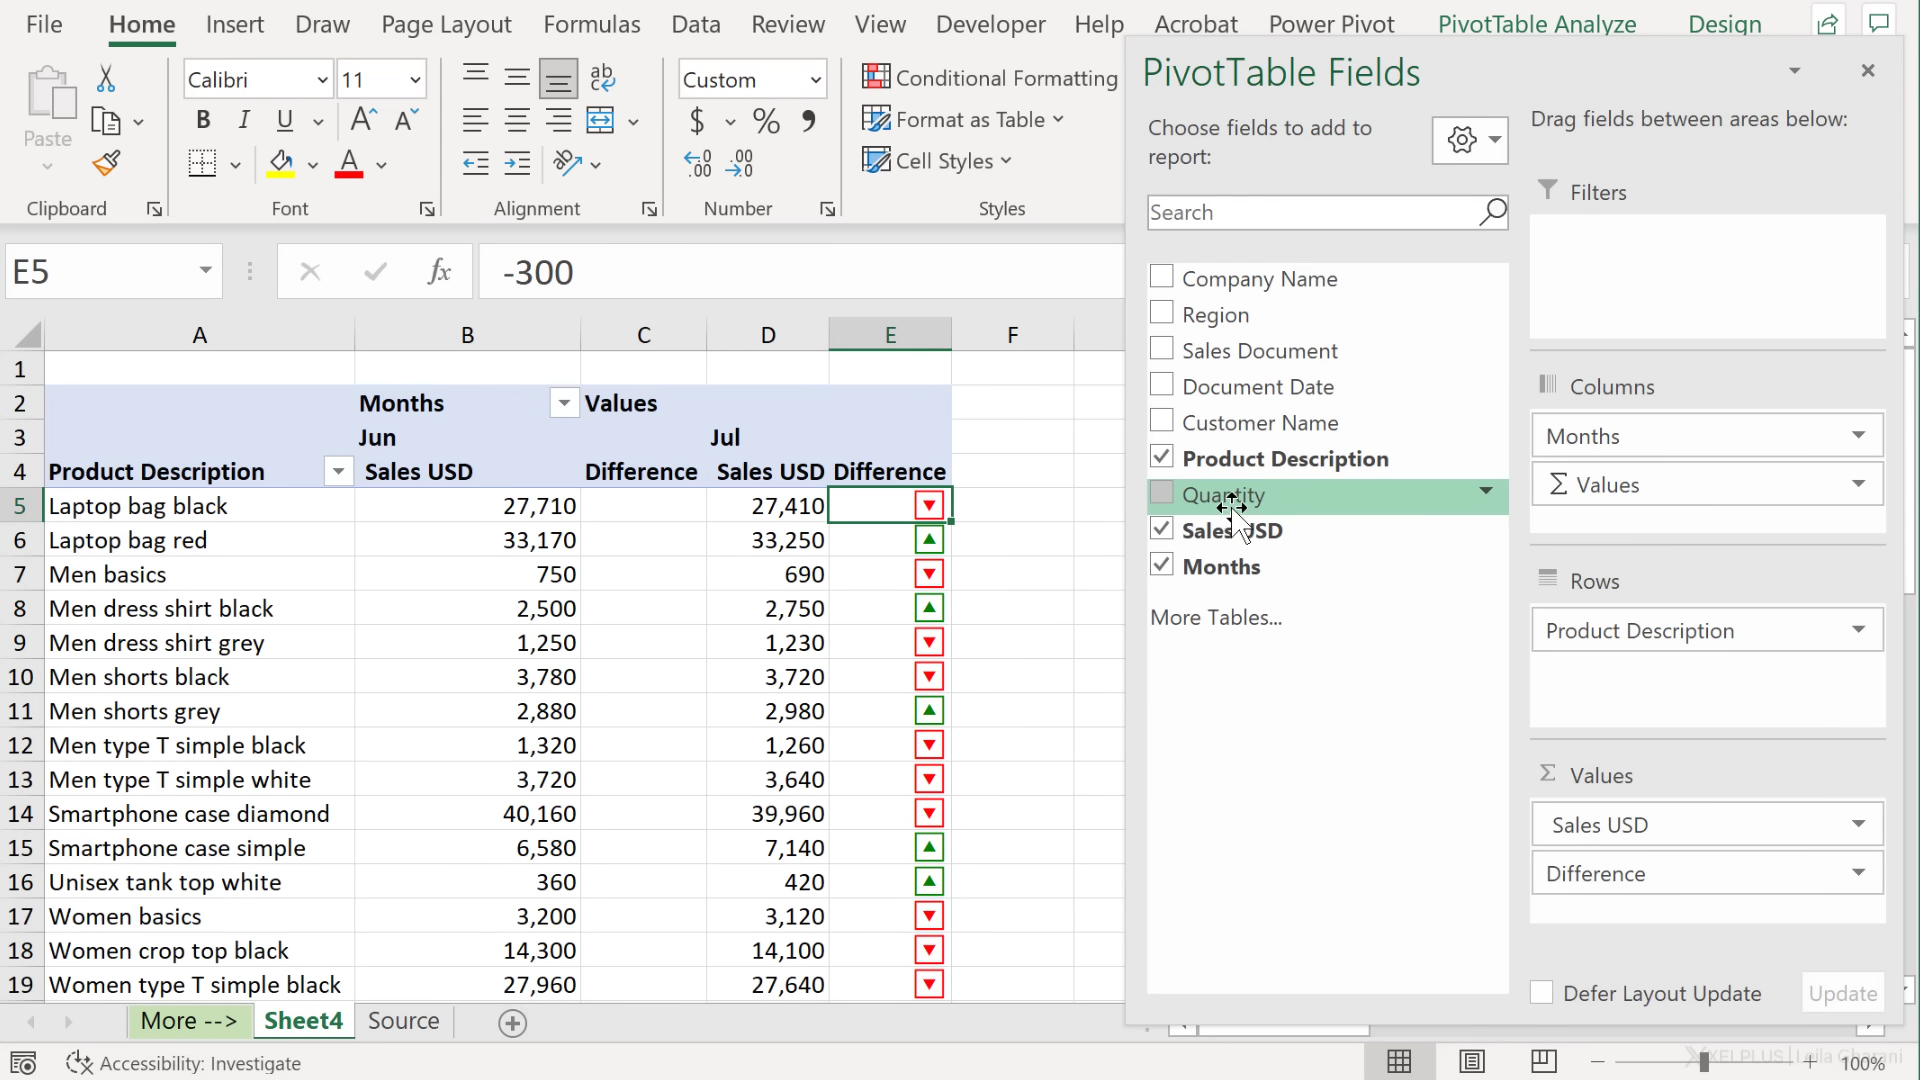 File Home Insert Draw Page Layout Formulas Data Review View Developer Help Acrobat Power Pivot PivotTable Analyze Design
Paste
Calibri 11
B I U A A
ab
Custom
$ % ,
Conditional Formatting
Format as Table
Cell Styles
Clipboard Font Alignment Number Styles
E5 fx -300
A B C D E F
1
2 Months Values
3 Jun Jul
4 Product Description Sales USD Difference Sales USD Difference
5 Laptop bag black 27,710 27,410
6 Laptop bag red 33,170 33,250
7 Men basics 750 690
8 Men dress shirt black 2,500 2,750
9 Men dress shirt grey 1,250 1,230
10 Men shorts black 3,780 3,720
11 Men shorts grey 2,880 2,980
12 Men type T simple black 1,320 1,260
13 Men type T simple white 3,720 3,640
14 Smartphone case diamond 40,160 39,960
15 Smartphone case simple 6,580 7,140
16 Unisex tank top white 360 420
17 Women basics 3,200 3,120
18 Women crop top black 14,300 14,100
19 Women type T simple black 27,960 27,640
More --> Sheet4 Source
Accessibility: Investigate
100%
PivotTable Fields
Choose fields to add to
report:
Search
Company Name
Region
Sales Document
Document Date
Customer Name
Product Description
Quantity
Sales USD
Months
More Tables...
Drag fields between areas below:
Filters
Columns
Months
Σ Values
Rows
Product Description
Σ Values
Sales USD
Difference
Defer Layout Update Update
XELPLUS | Leila Gharani